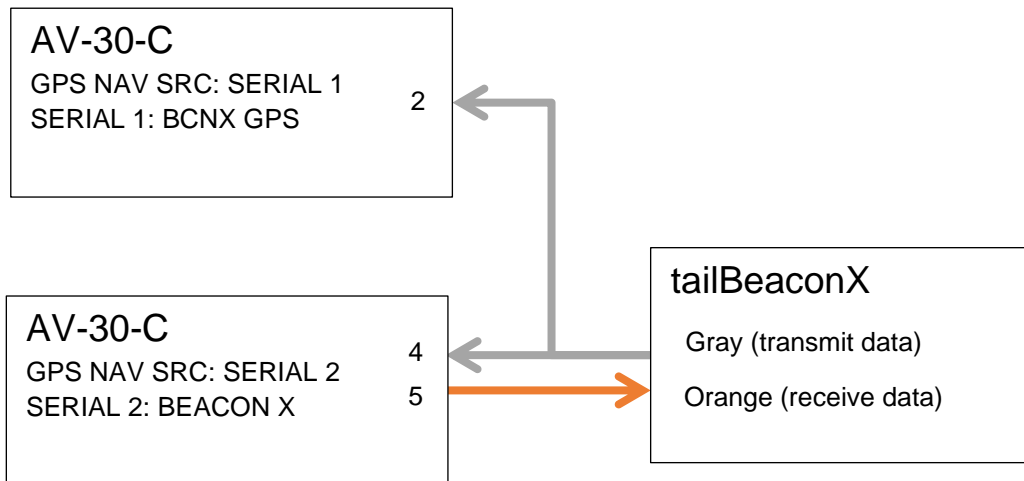 AV-30-C
GPS NAV SRC: SERIAL 1
SERIAL 1: BCNX GPS
2
AV-30-C
GPS NAV SRC: SERIAL 2
SERIAL 2: BEACON X
4
5
tailBeaconX
Gray (transmit data)
Orange (receive data)